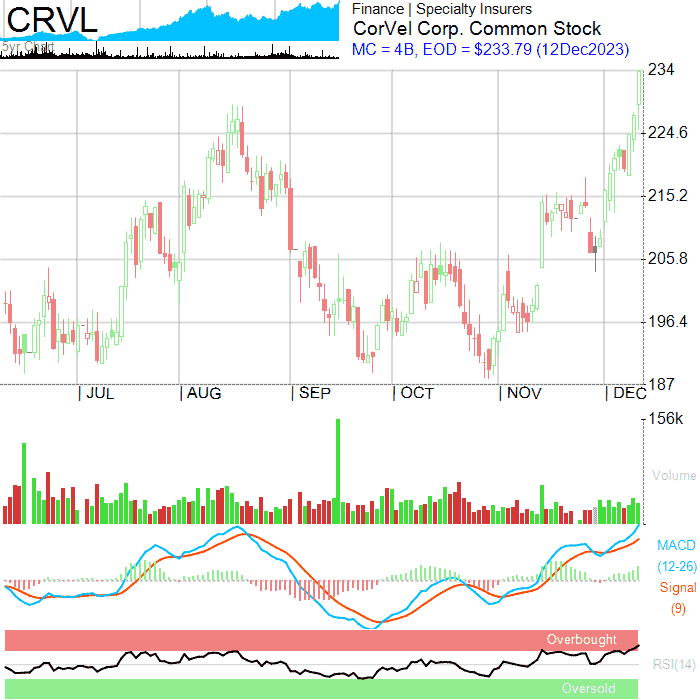 CRVL
5yr Chart
Finance | Specialty Insurers
CorVel Corp. Common Stock
MC = 4B, EOD = $233.79 (12Dec2023)
234
224.6
215.2
205.8
196.4
187
| JUL | AUG | SEP | OCT | NOV | DEC
156k
Volume
MACD
(12-26)
Signal
(9)
Overbought
RSI(14)
Oversold